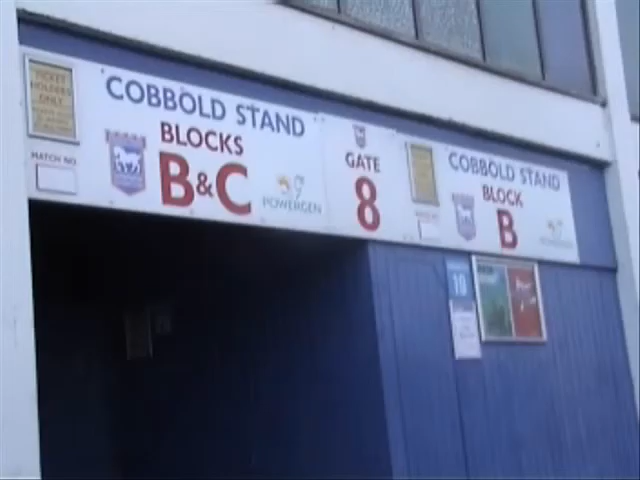 TICKET
HOLDERS
ONLY
MATCH NO
COBBOLD STAND
BLOCKS
B&C
POWERGEN
GATE
8
COBBOLD STAND
BLOCK
B
10